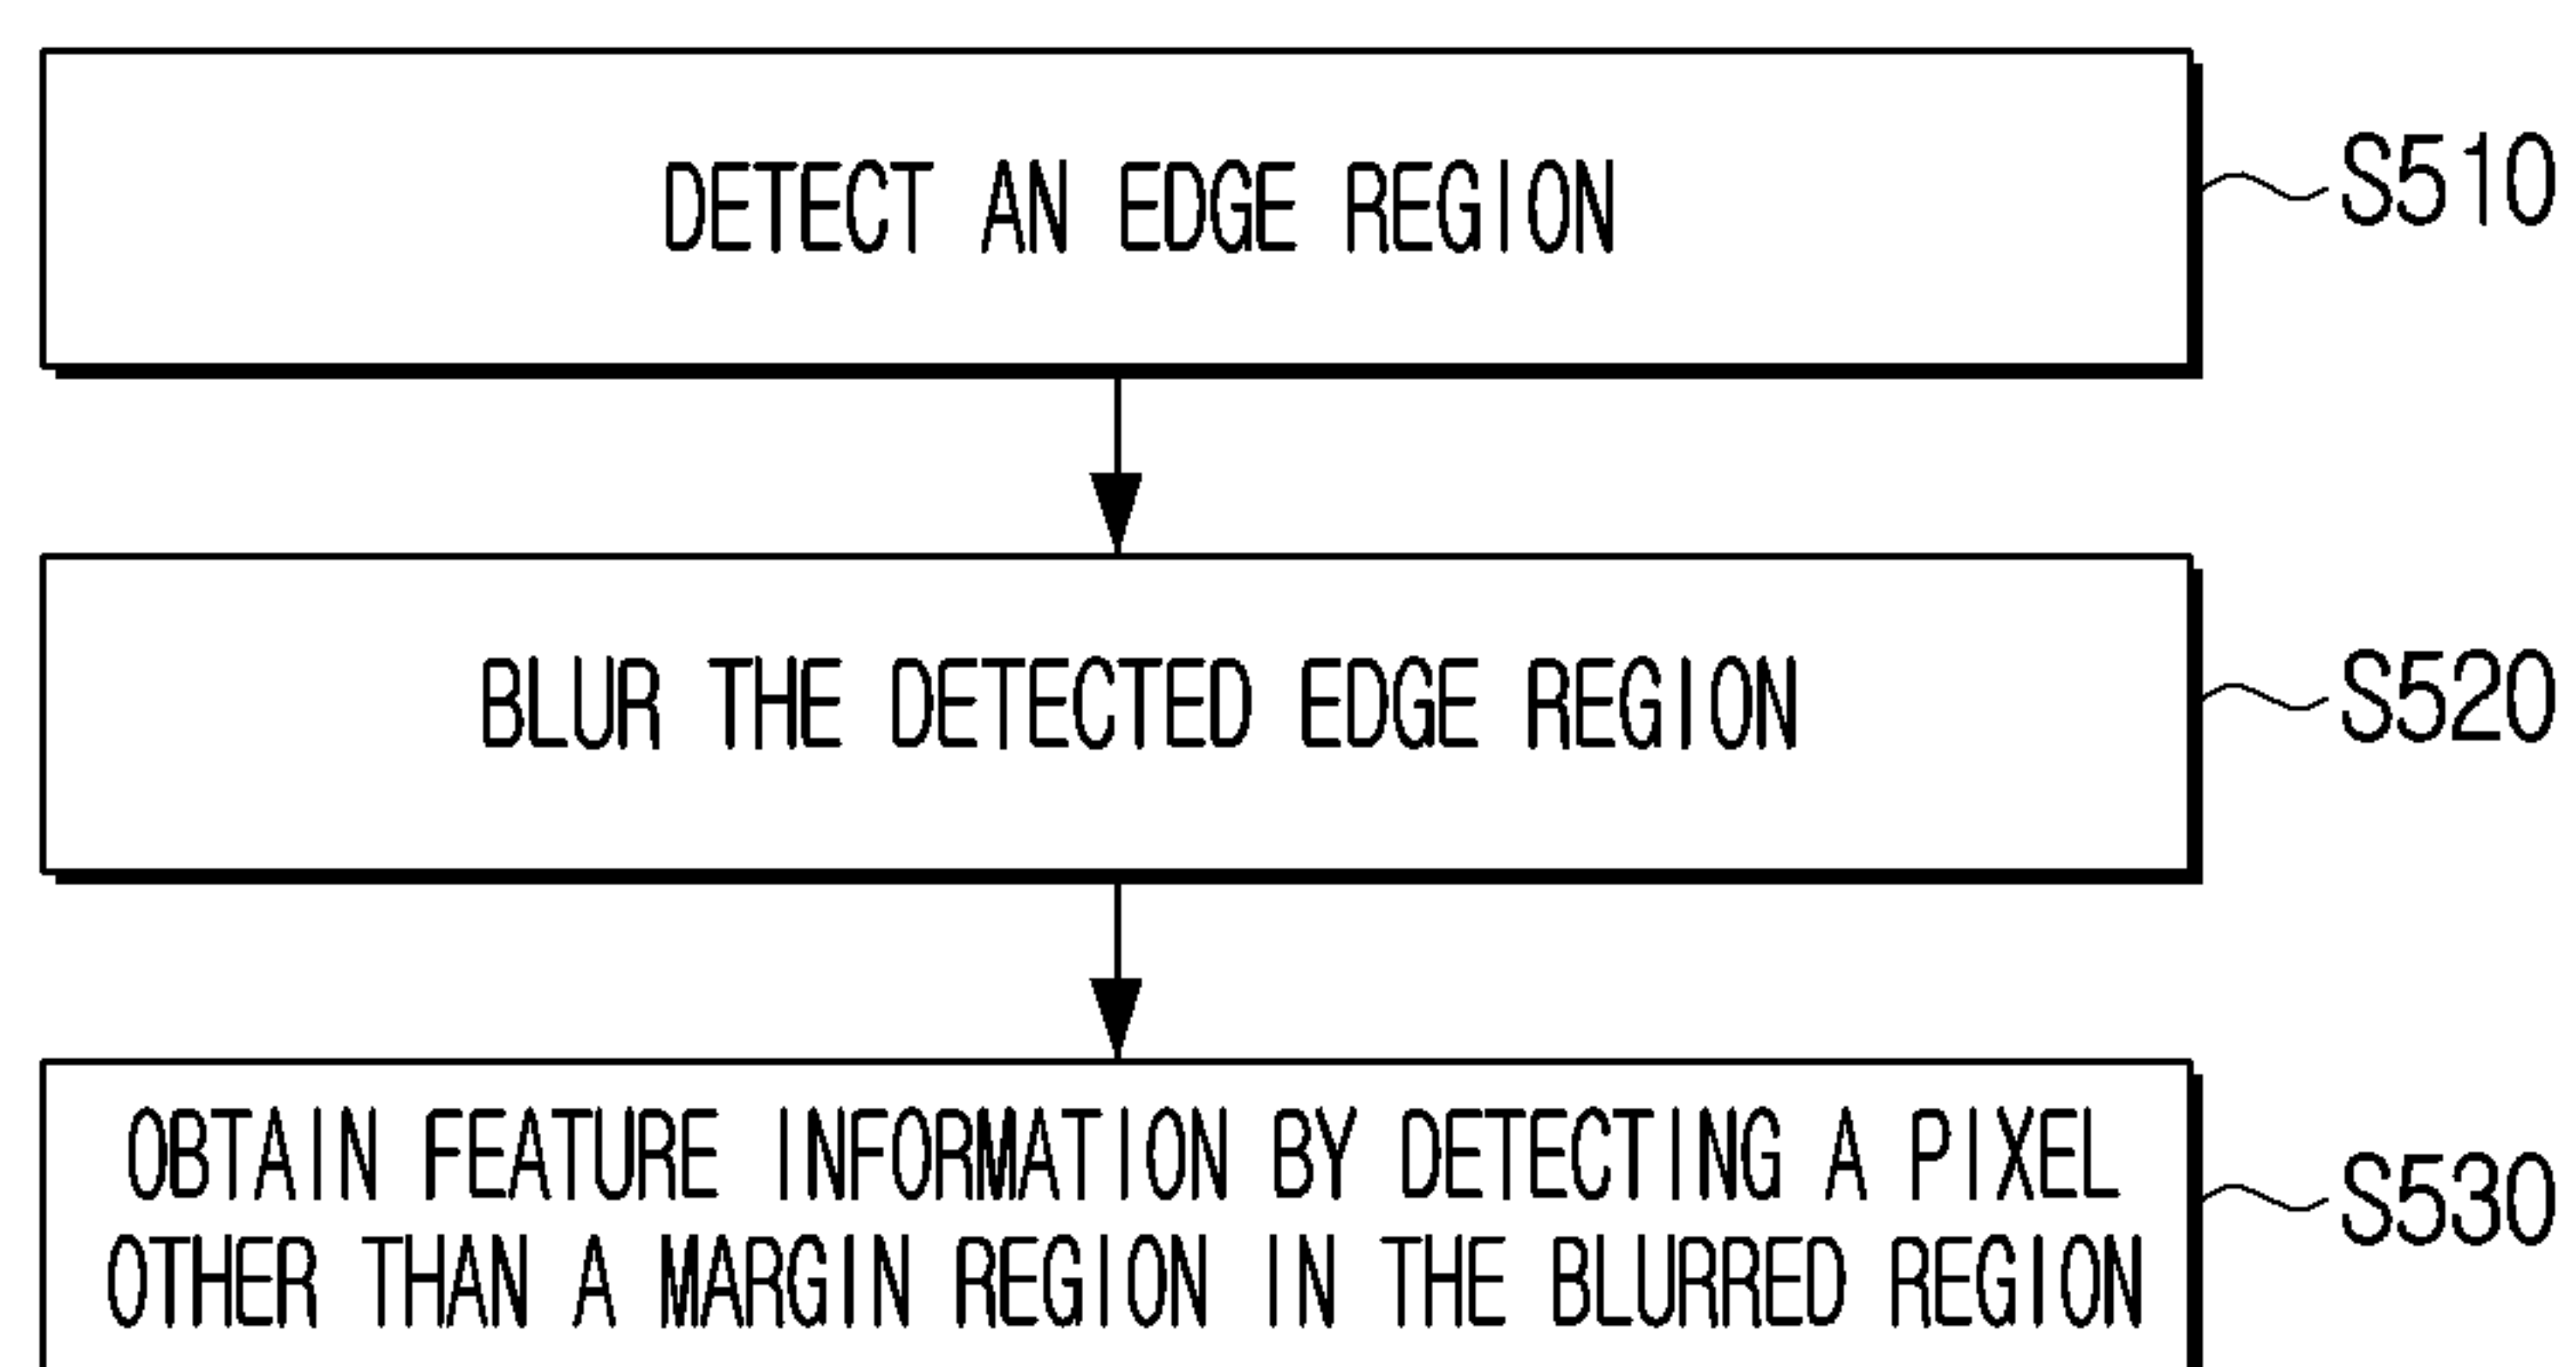 DETECT AN EDGE REGION
S510
BLUR THE DETECTED EDGE REGION
S520
OBTAIN FEATURE INFORMATION BY DETECTING A PIXEL
OTHER THAN A MARGIN REGION IN THE BLURRED REGION
S530